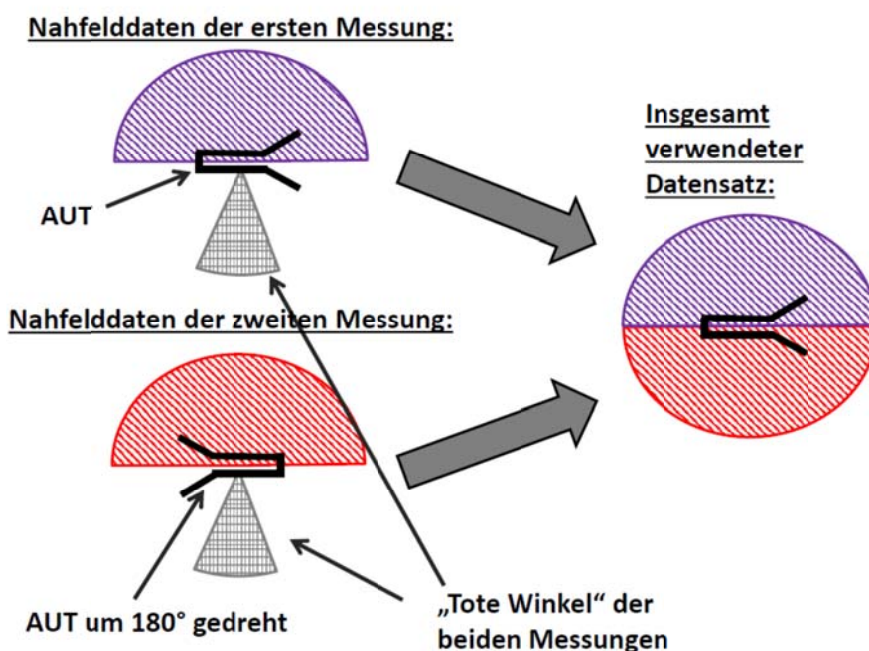 Nahfelddaten der ersten Messung:
AUT
Insgesamt
verwendeter
Datensatz:
Nahfelddaten der zweiten Messung:
AUT um 180° gedreht
„Tote Winkel“ der
beiden Messungen